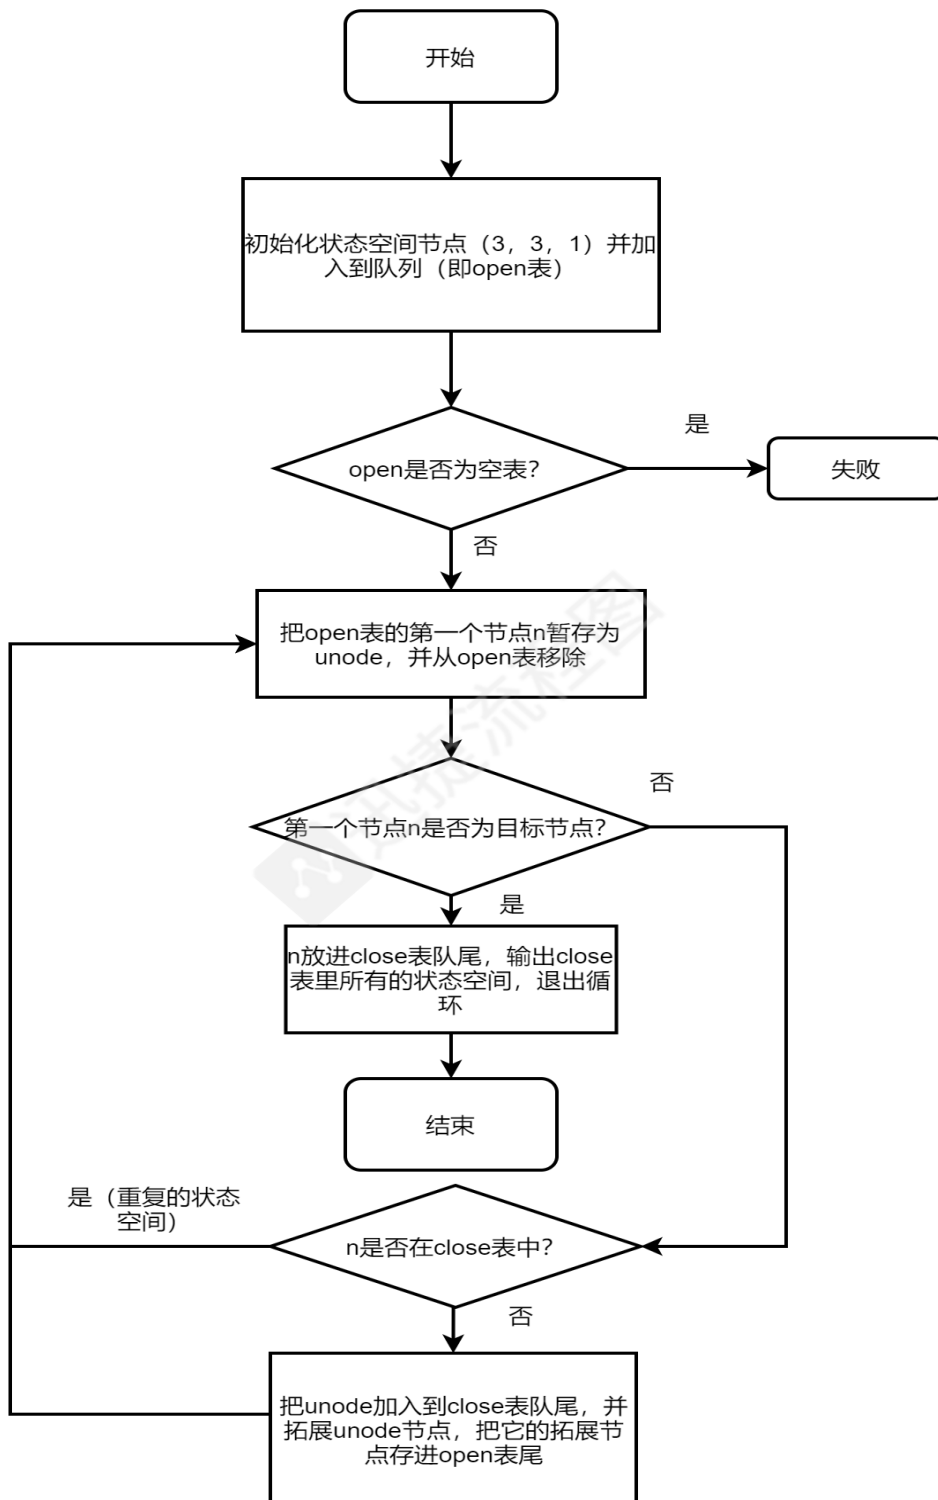 开始
初始化状态空间节点（3，3，1）并加
入到队列（即open表）
open是否为空表？
是
失败
否
把open表的第一个节点n暂存为
unode，并从open表移除
第一个节点n是否为目标节点？
否
是
n放进close表队尾，输出close
表里所有的状态空间，退出循
环
结束
是（重复的状态
空间）
n是否在close表中？
否
把unode加入到close表队尾，并
拓展unode节点，把它的拓展节
点存进open表尾
迅捷流程图